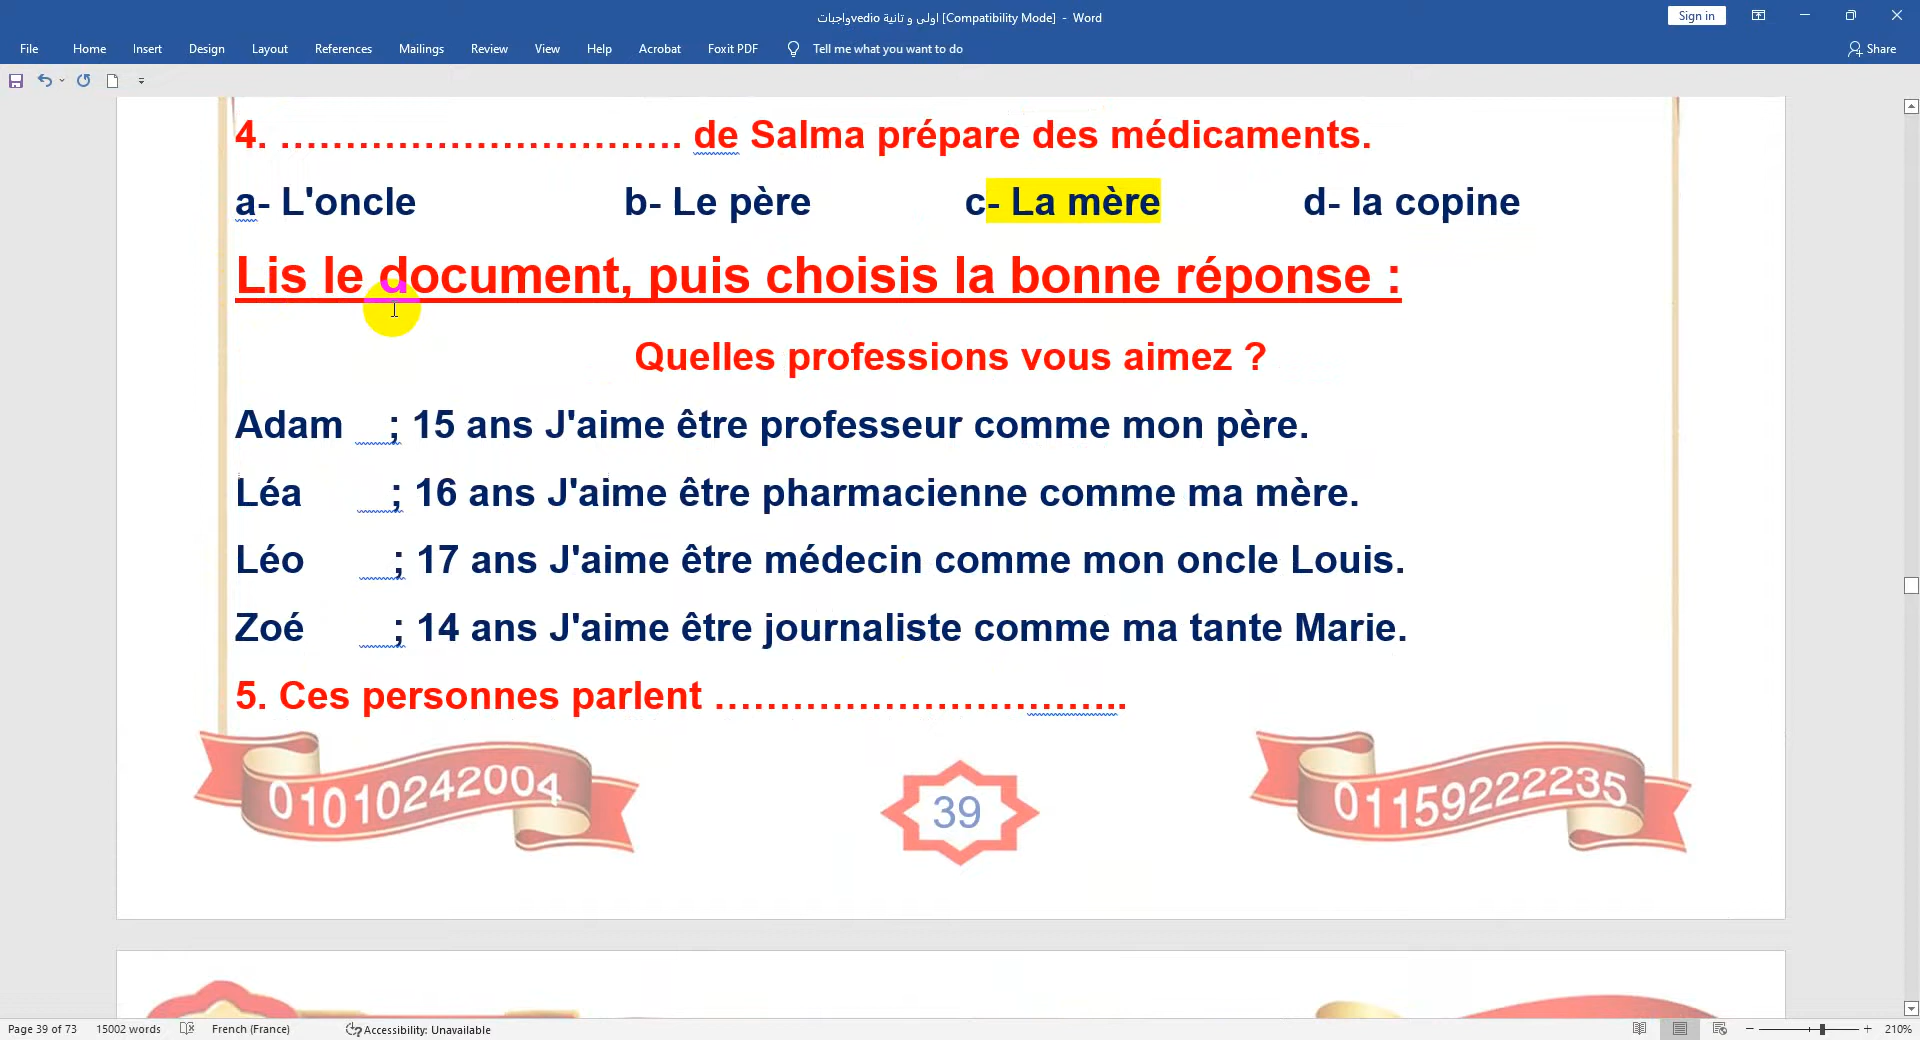 واجباتvedio اولى و تانية [Compatibility Mode] - Word
Sign in
File Home Insert Design Layout References Mailings Review View Help Acrobat Foxit PDF Tell me what you want to do Share
4. ................................ de Salma prépare des médicaments.
a- L'oncle b- Le père c- La mère d- la copine
Lis le document, puis choisis la bonne réponse :
Quelles professions vous aimez ?
Adam ; 15 ans J'aime être professeur comme mon père.
Léa ; 16 ans J'aime être pharmacienne comme ma mère.
Léo ; 17 ans J'aime être médecin comme mon oncle Louis.
Zoé ; 14 ans J'aime être journaliste comme ma tante Marie.
5. Ces personnes parlent ................................
01010242004 39 01159222235
Page 39 of 73 15002 words French (France) Accessibility: Unavailable 210%